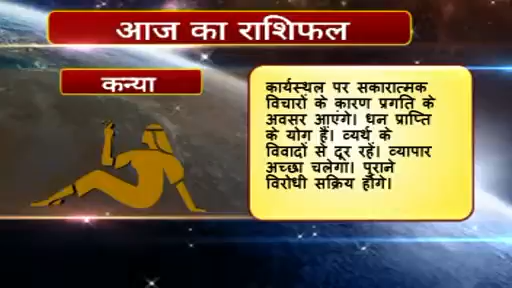 आज का राशिफल
कन्या
कार्यस्थल पर सकारात्मक
विचारों के कारण प्रगति के
अवसर आएंगे। धन प्राप्ति
के योग हैं। व्यर्थ के
विवादों से दूर रहें। व्यापार
अच्छा चलेगा। पुराने
विरोधी सक्रिय होंगे।